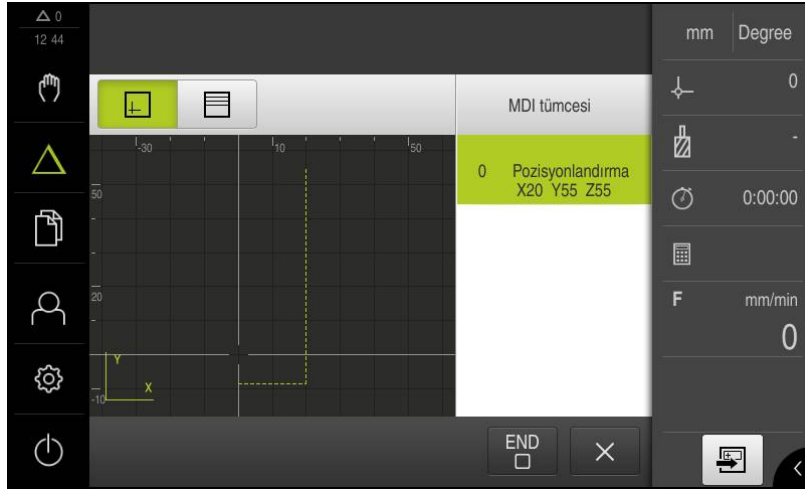 0
12 44
mm Degree
MDI tümcesi
0
-30 10 50
0 Pozisyonlandırma
X20 Y55 Z55
-
50
0:00:00
20
F mm/min
0
Y
X
-10
END